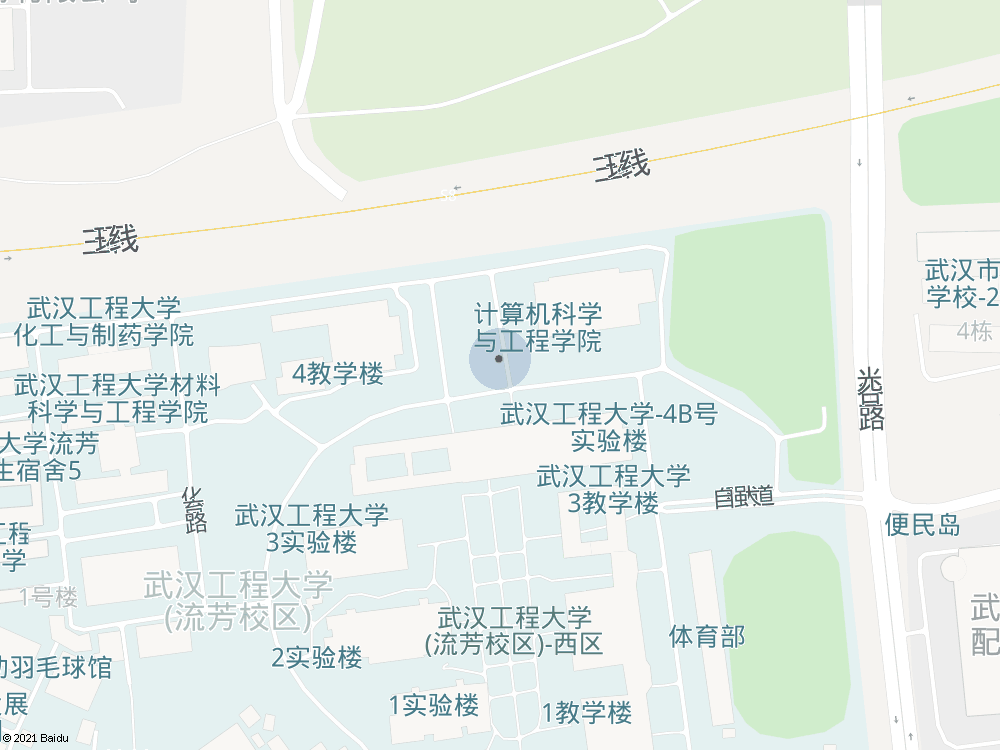 三环线
三环线
55
武汉工程大学
化工与制药学院
计算机科学
与工程学院
武汉市
学校-2
4栋
4教学楼
武汉工程大学材料
科学与工程学院
光谷一路
武汉工程大学-4B号
实验楼
大学流芳
生宿舍5
武汉工程大学
3教学楼
自强大道
化工路
武汉工程大学
3实验楼
便民岛
工程
学
武汉工程大学
(流芳校区)
1号楼
武汉工程大学
(流芳校区)-西区
武
配
体育部
2实验楼
羽毛球馆
展
1实验楼
1教学楼
© 2021 Baidu